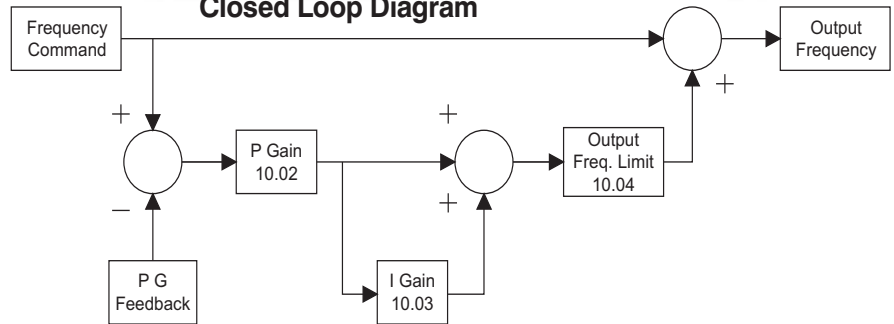 Closed Loop Diagram
Frequency
Command
Output
Frequency
+
+
+
P Gain
10.02
Output
Freq. Limit
10.04
−
+
P G
Feedback
I Gain
10.03